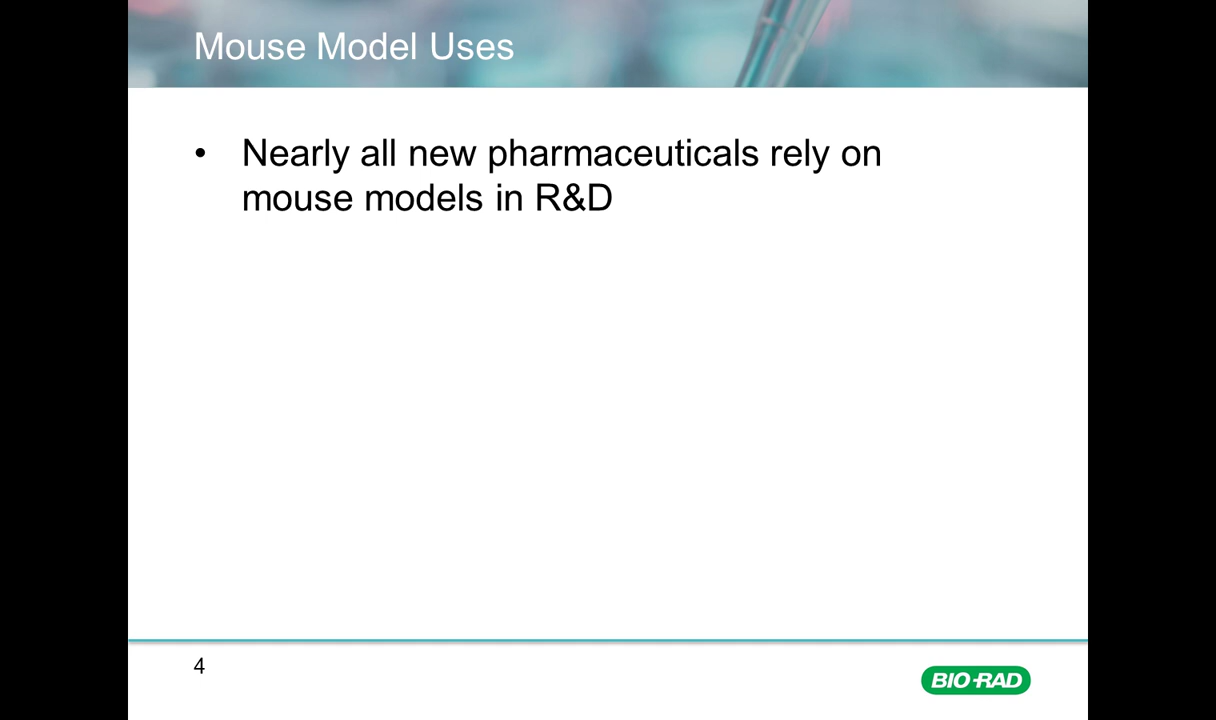 Mouse Model Uses
• Nearly all new pharmaceuticals rely on
mouse models in R&D
4
BIO-RAD